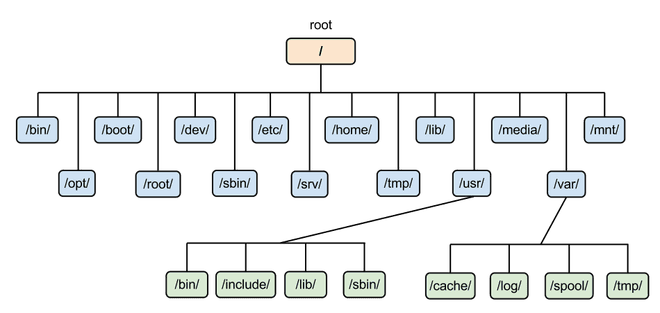 root
/
/bin/ /boot/ /dev/ /etc/ /home/ /lib/ /media/ /mnt/
/opt/ /root/ /sbin/ /srv/ /tmp/ /usr/ /var/
/bin/ /include/ /lib/ /sbin/ /cache/ /log/ /spool/ /tmp/